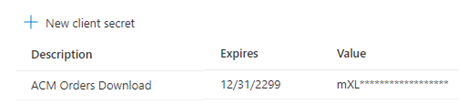 + New client secret
Description Expires Value
ACM Orders Download 12/31/2299 mXL******************